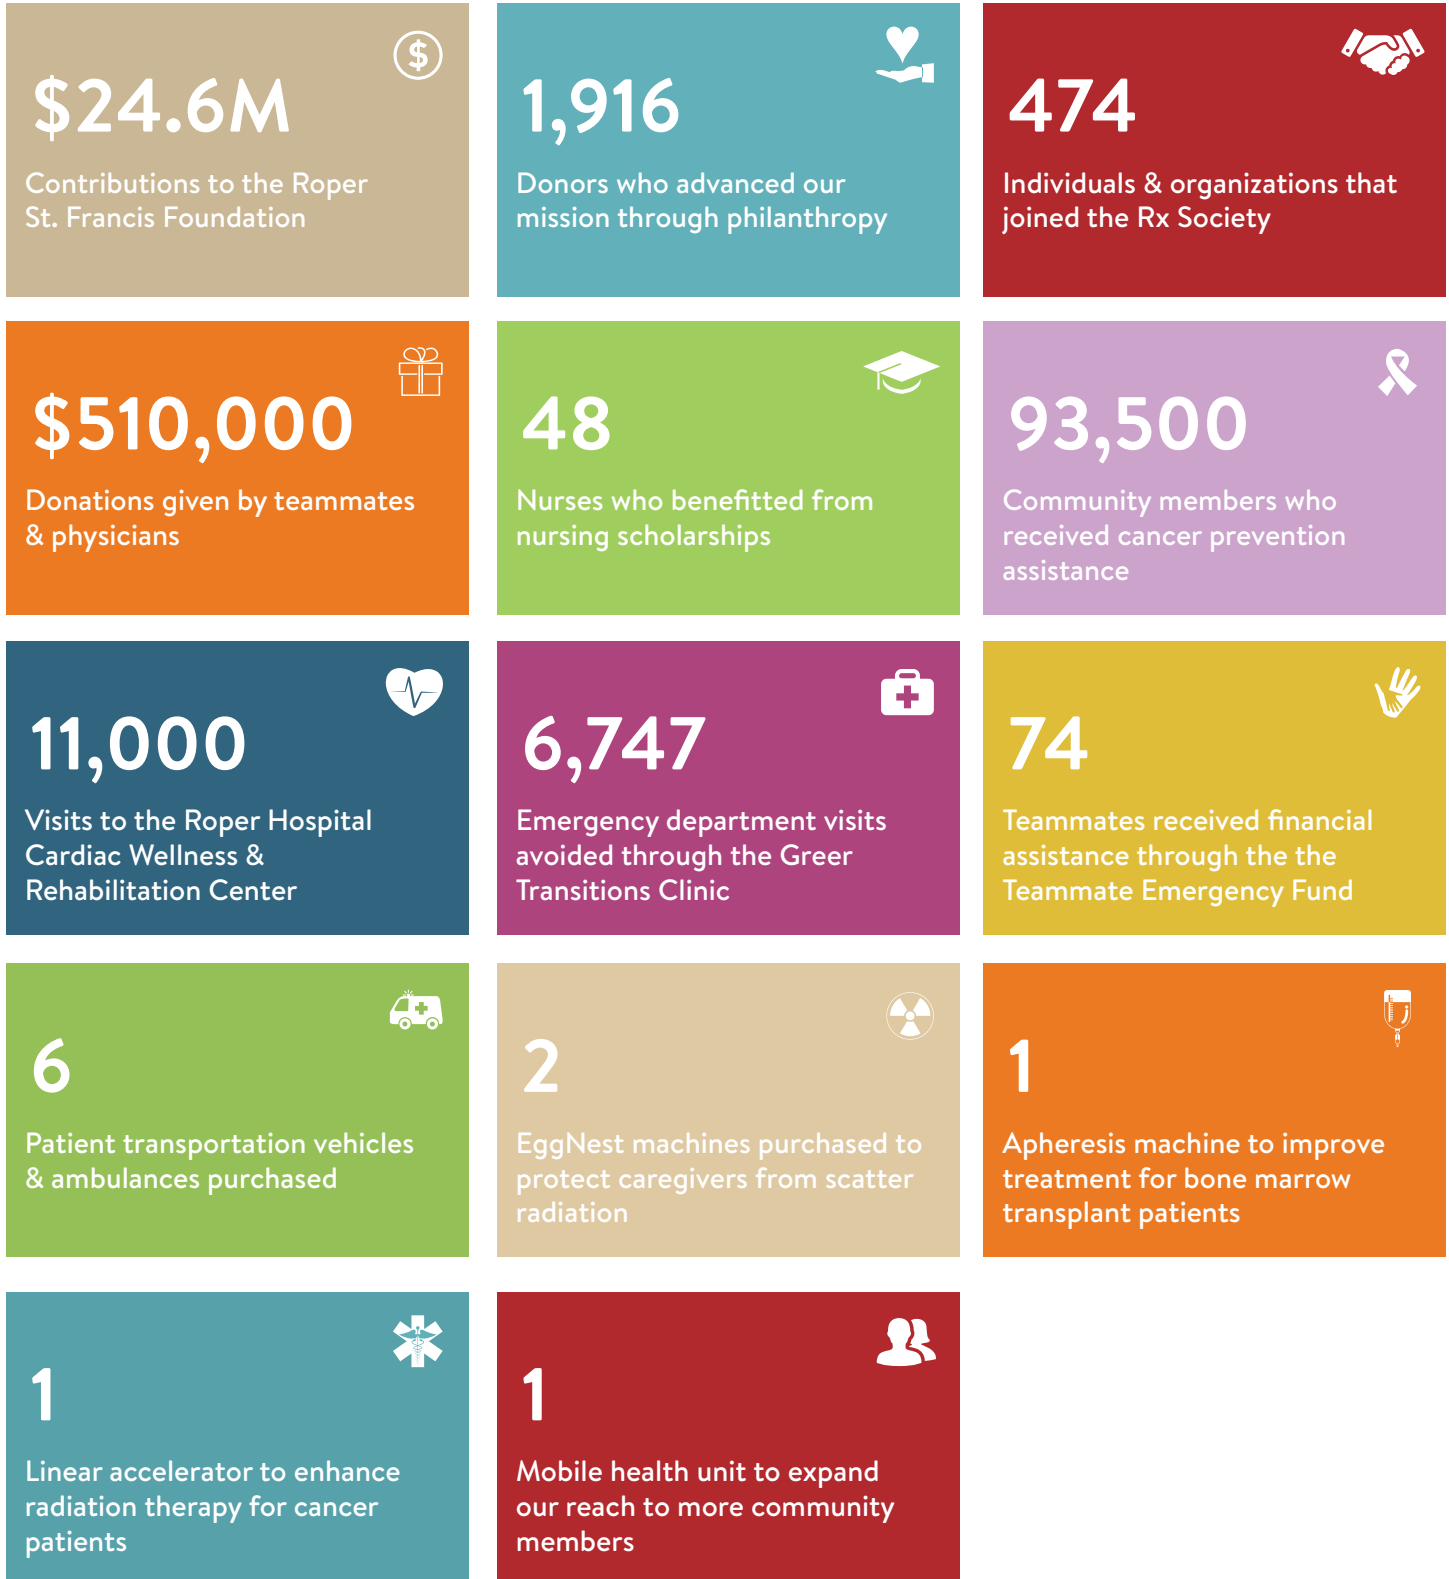 $24.6M
Contributions to the Roper
St. Francis Foundation
1,916
Donors who advanced our
mission through philanthropy
474
Individuals & organizations that
joined the Rx Society
$510,000
Donations given by teammates
& physicians
48
Nurses who benefitted from
nursing scholarships
93,500
Community members who
received cancer prevention
assistance
11,000
Visits to the Roper Hospital
Cardiac Wellness &
Rehabilitation Center
6,747
Emergency department visits
avoided through the Greer
Transitions Clinic
74
Teammates received financial
assistance through the the
Teammate Emergency Fund
6
Patient transportation vehicles
& ambulances purchased
2
EggNest machines purchased to
protect caregivers from scatter
radiation
1
Apheresis machine to improve
treatment for bone marrow
transplant patients
1
Linear accelerator to enhance
radiation therapy for cancer
patients
1
Mobile health unit to expand
our reach to more community
members